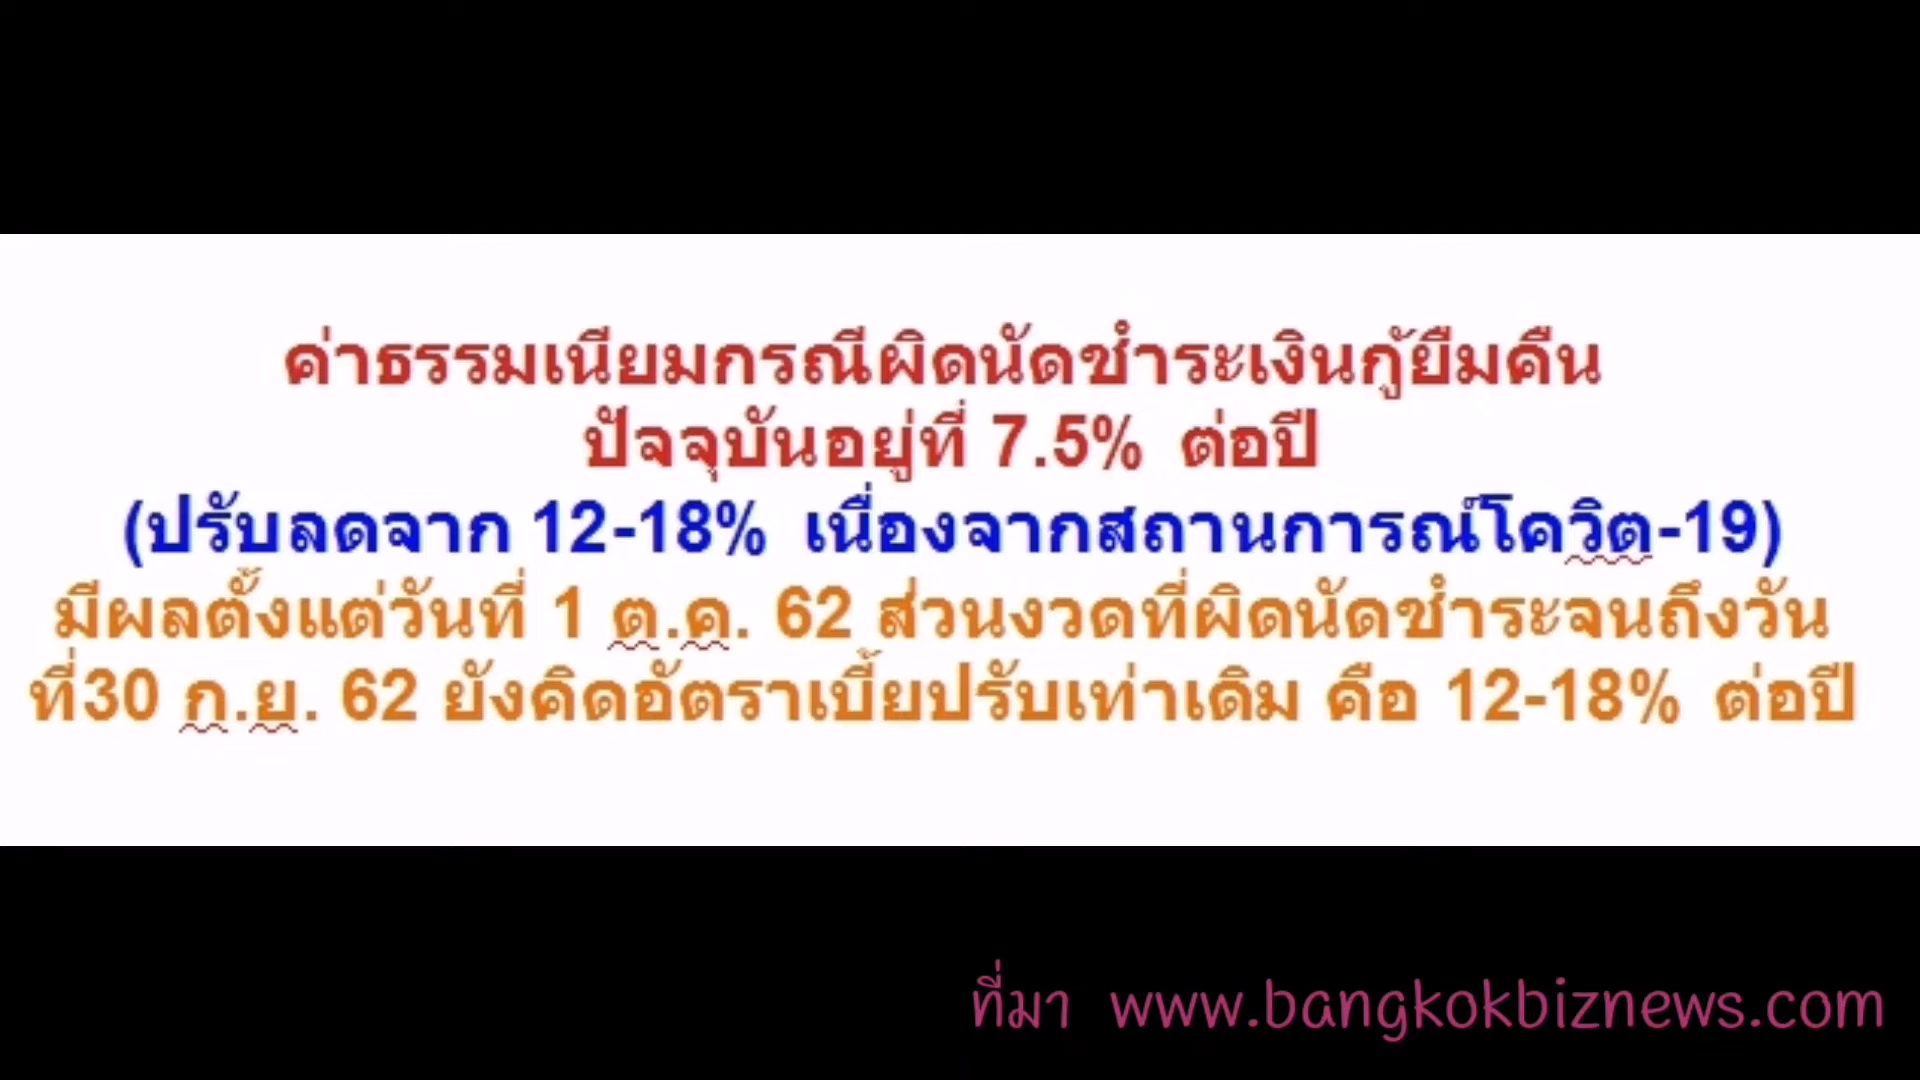 ค่าธรรมเนียมกรณีผิดนัดชำระเงินกู้ยืมคืน
ปัจจุบันอยู่ที่ 7.5% ต่อปี
(ปรับลดจาก 12-18% เนื่องจากสถานการณ์โควิต-19)
มีผลตั้งแต่วันที่ 1 ต.ค. 62 ส่วนงวดที่ผิดนัดชำระจนถึงวัน
ที่30 ก.ย. 62 ยังคิดอัตราเบี้ยปรับเท่าเดิม คือ 12-18% ต่อปี
ที่มา www.bangkokbiznews.com